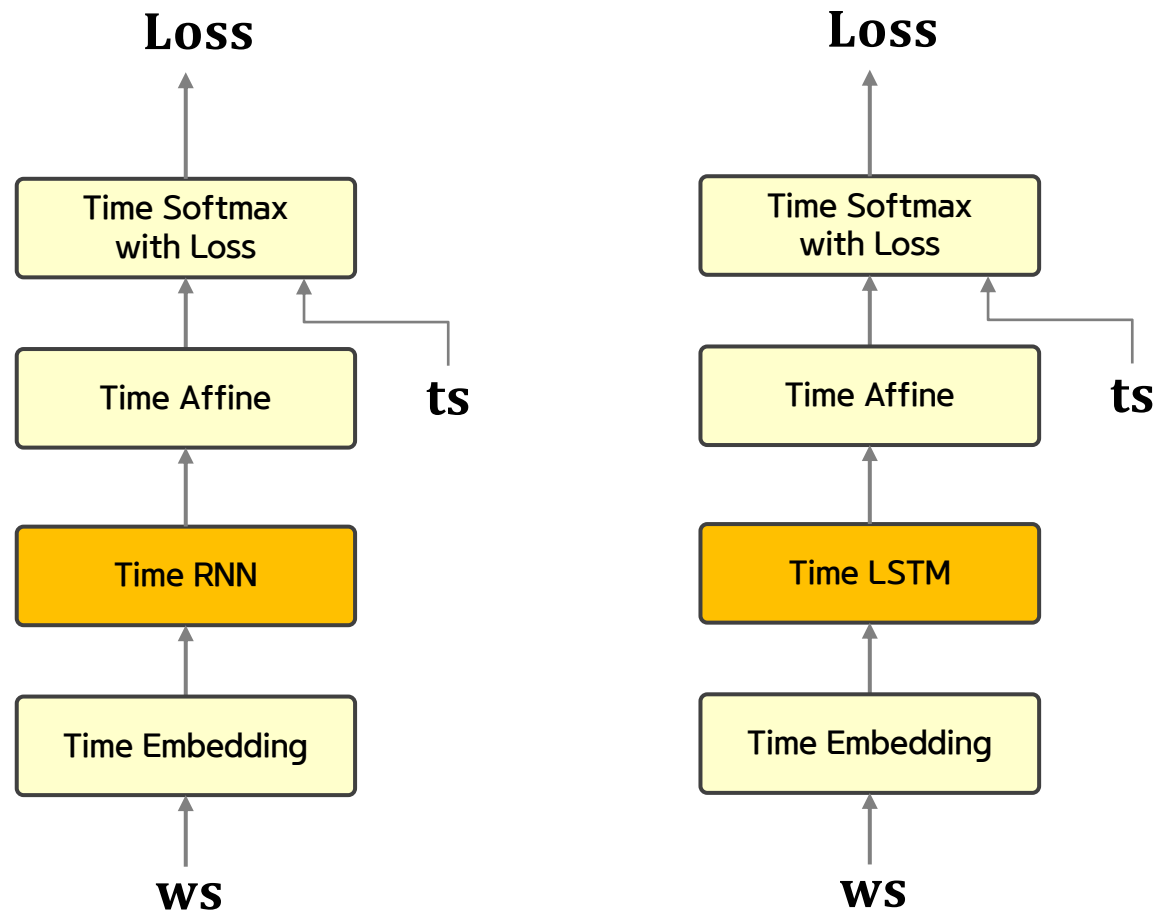 Loss
Time Softmax
with Loss
Time Affine
ts
Time RNN
Time Embedding
ws
Loss
Time Softmax
with Loss
Time Affine
ts
Time LSTM
Time Embedding
ws